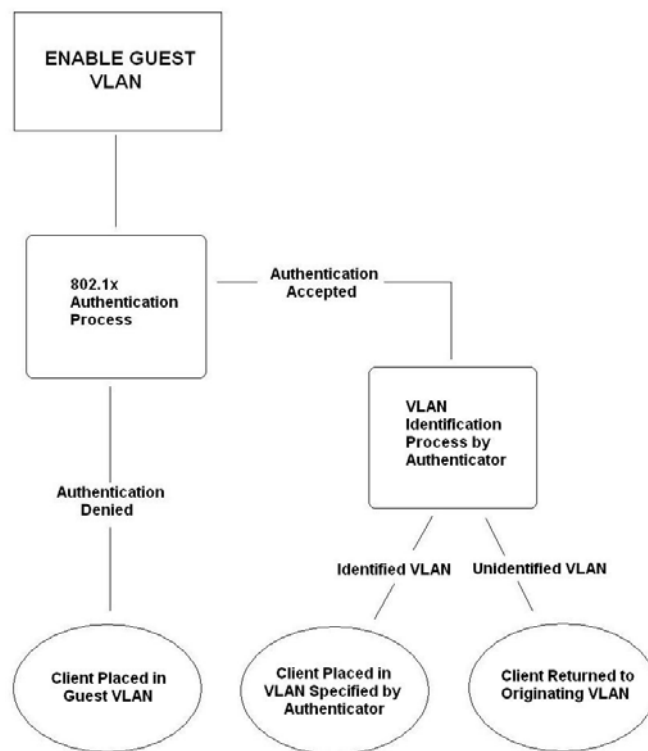 ENABLE GUEST
VLAN
802.1x
Authentication
Process
Authentication
Accepted
VLAN
Identification
Process by
Authenticator
Authentication
Denied
Identified VLAN
Unidentified VLAN
Client Placed in
Guest VLAN
Client Placed in
VLAN Specified by
Authenticator
Client Returned to
Originating VLAN